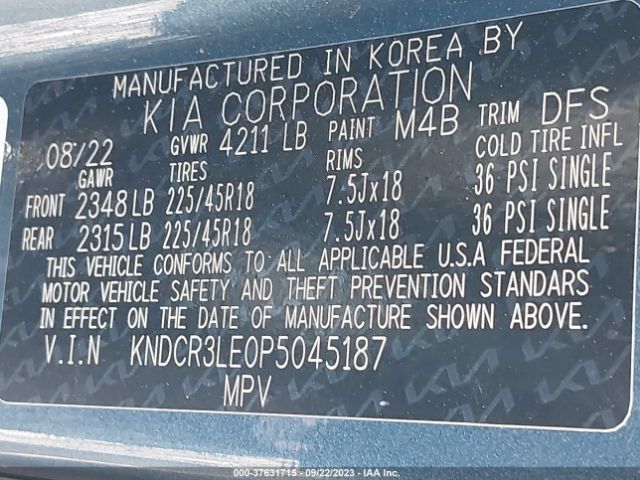 MANUFACTURED IN KOREA BY
KIA CORPORATION
08/22 GVWR 4211 LB PAINT M4B TRIM DFS
GAWR TIRES RIMS COLD TIRE INFL
FRONT 2348 LB 225/45R18 7.5Jx18 36 PSI SINGLE
REAR 2315 LB 225/45R18 7.5Jx18 36 PSI SINGLE
THIS VEHICLE CONFORMS TO ALL APPLICABLE U.S.A FEDERAL
MOTOR VEHICLE SAFETY AND THEFT PREVENTION STANDARS
IN EFFECT ON THE DATE OF MANUFACTURE SHOWN ABOVE.
V.I.N KNDCR3LE0P5045187
MPV
000-37631715 - 09/22/2023 - IAA Inc.